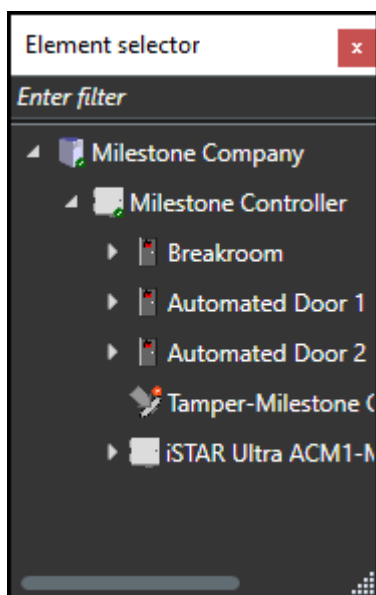 Element selector
x
Enter filter
Milestone Company
Milestone Controller
Breakroom
Automated Door 1
Automated Door 2
Tamper-Milestone
iSTAR Ultra ACM1-